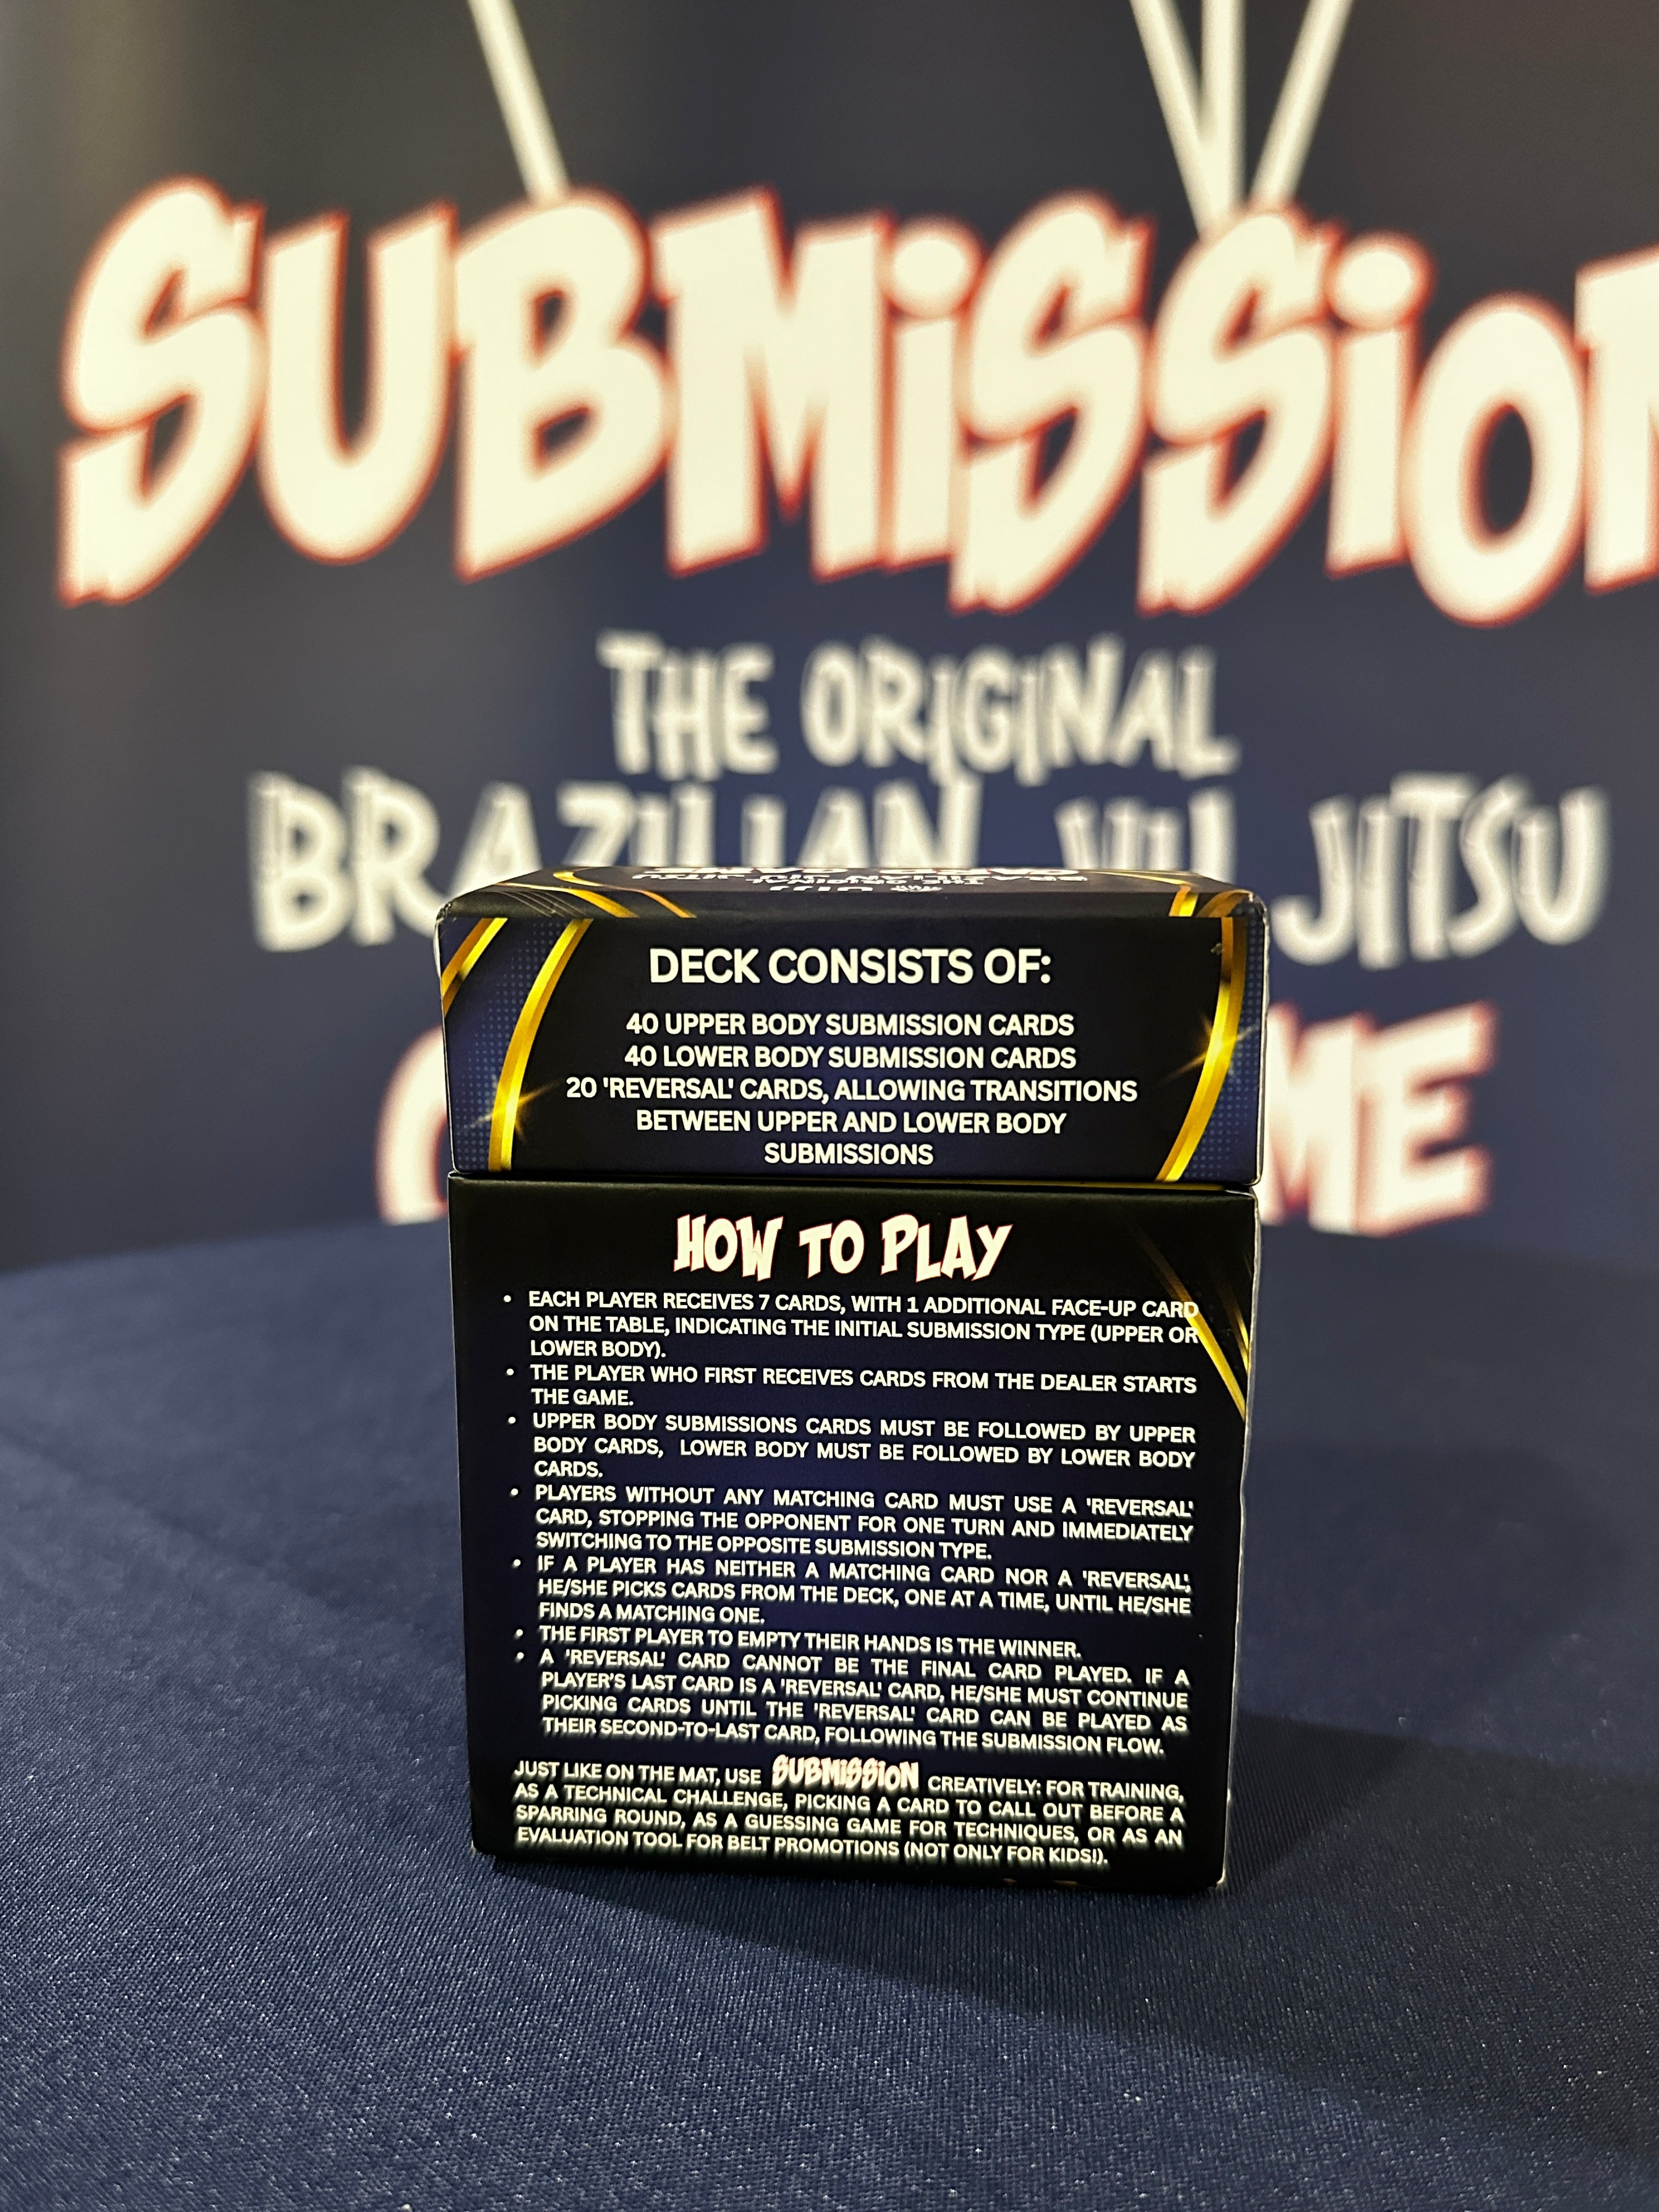 SUBMiSSiON
THE ORIGINAL
BRAZILIAN JIU JITSU
DECK CONSISTS OF:
40 UPPER BODY SUBMISSION CARDS
40 LOWER BODY SUBMISSION CARDS
20 'REVERSAL' CARDS, ALLOWING TRANSITIONS
BETWEEN UPPER AND LOWER BODY
SUBMISSIONS
HOW TO PLAY
• EACH PLAYER RECEIVES 7 CARDS, WITH 1 ADDITIONAL FACE-UP CARD
ON THE TABLE, INDICATING THE INITIAL SUBMISSION TYPE (UPPER OR
LOWER BODY).
• THE PLAYER WHO FIRST RECEIVES CARDS FROM THE DEALER STARTS
THE GAME.
• UPPER BODY SUBMISSIONS CARDS MUST BE FOLLOWED BY UPPER
BODY CARDS, LOWER BODY MUST BE FOLLOWED BY LOWER BODY
CARDS.
• PLAYERS WITHOUT ANY MATCHING CARD MUST USE A 'REVERSAL'
CARD, STOPPING THE OPPONENT FOR ONE TURN AND IMMEDIATELY
SWITCHING TO THE OPPOSITE SUBMISSION TYPE.
• IF A PLAYER HAS NEITHER A MATCHING CARD NOR A 'REVERSAL',
HE/SHE PICKS CARDS FROM THE DECK, ONE AT A TIME, UNTIL HE/SHE
FINDS A MATCHING ONE.
• THE FIRST PLAYER TO EMPTY THEIR HANDS IS THE WINNER.
• A 'REVERSAL' CARD CANNOT BE THE FINAL CARD PLAYED. IF A
PLAYER'S LAST CARD IS A 'REVERSAL' CARD, HE/SHE MUST CONTINUE
PICKING CARDS UNTIL THE 'REVERSAL' CARD CAN BE PLAYED AS
THEIR SECOND-TO-LAST CARD, FOLLOWING THE SUBMISSION FLOW.
JUST LIKE ON THE MAT, USE SUBMiSSiON CREATIVELY: FOR TRAINING,
AS A TECHNICAL CHALLENGE, PICKING A CARD TO CALL OUT BEFORE A
SPARRING ROUND, AS A GUESSING GAME FOR TECHNIQUES, OR AS AN
EVALUATION TOOL FOR BELT PROMOTIONS (NOT ONLY FOR KIDS!).